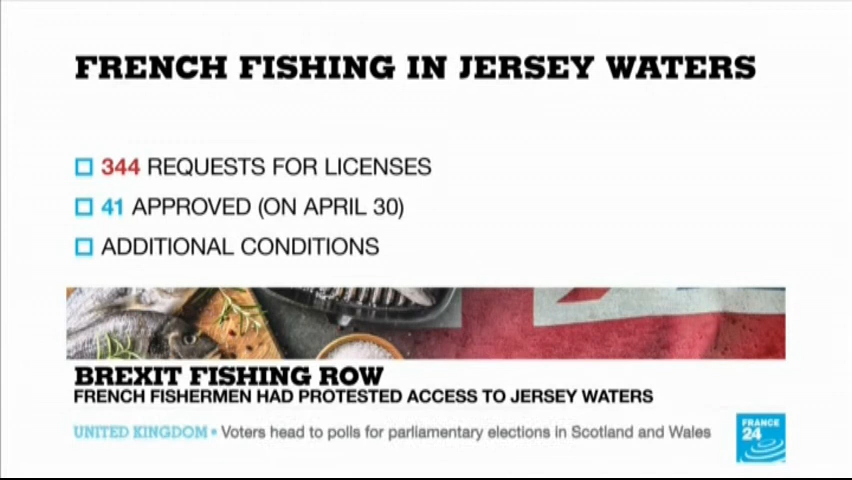 FRENCH FISHING IN JERSEY WATERS
344 REQUESTS FOR LICENSES
41 APPROVED (ON APRIL 30)
ADDITIONAL CONDITIONS
BREXIT FISHING ROW
FRENCH FISHERMEN HAD PROTESTED ACCESS TO JERSEY WATERS
UNITED KINGDOM • Voters head to polls for parliamentary elections in Scotland and Wales
FRANCE
24